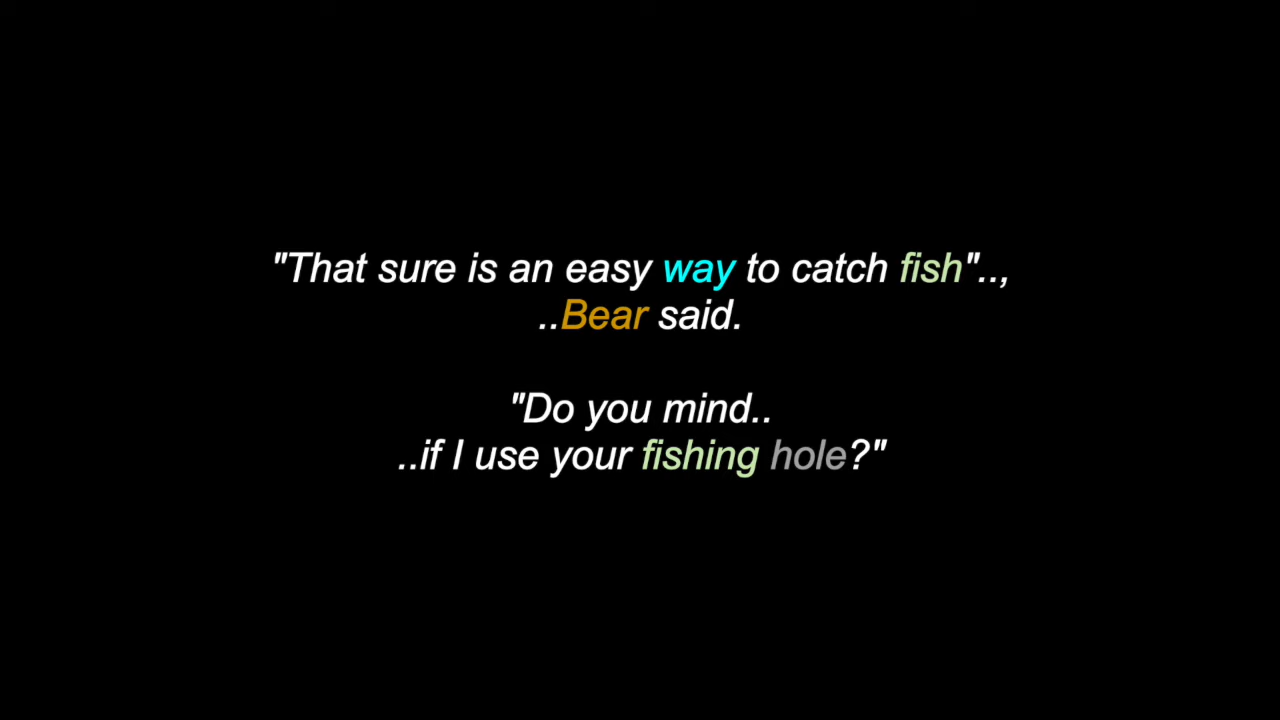 "That sure is an easy way to catch fish"..,
..Bear said.
"Do you mind..
..if I use your fishing hole?"